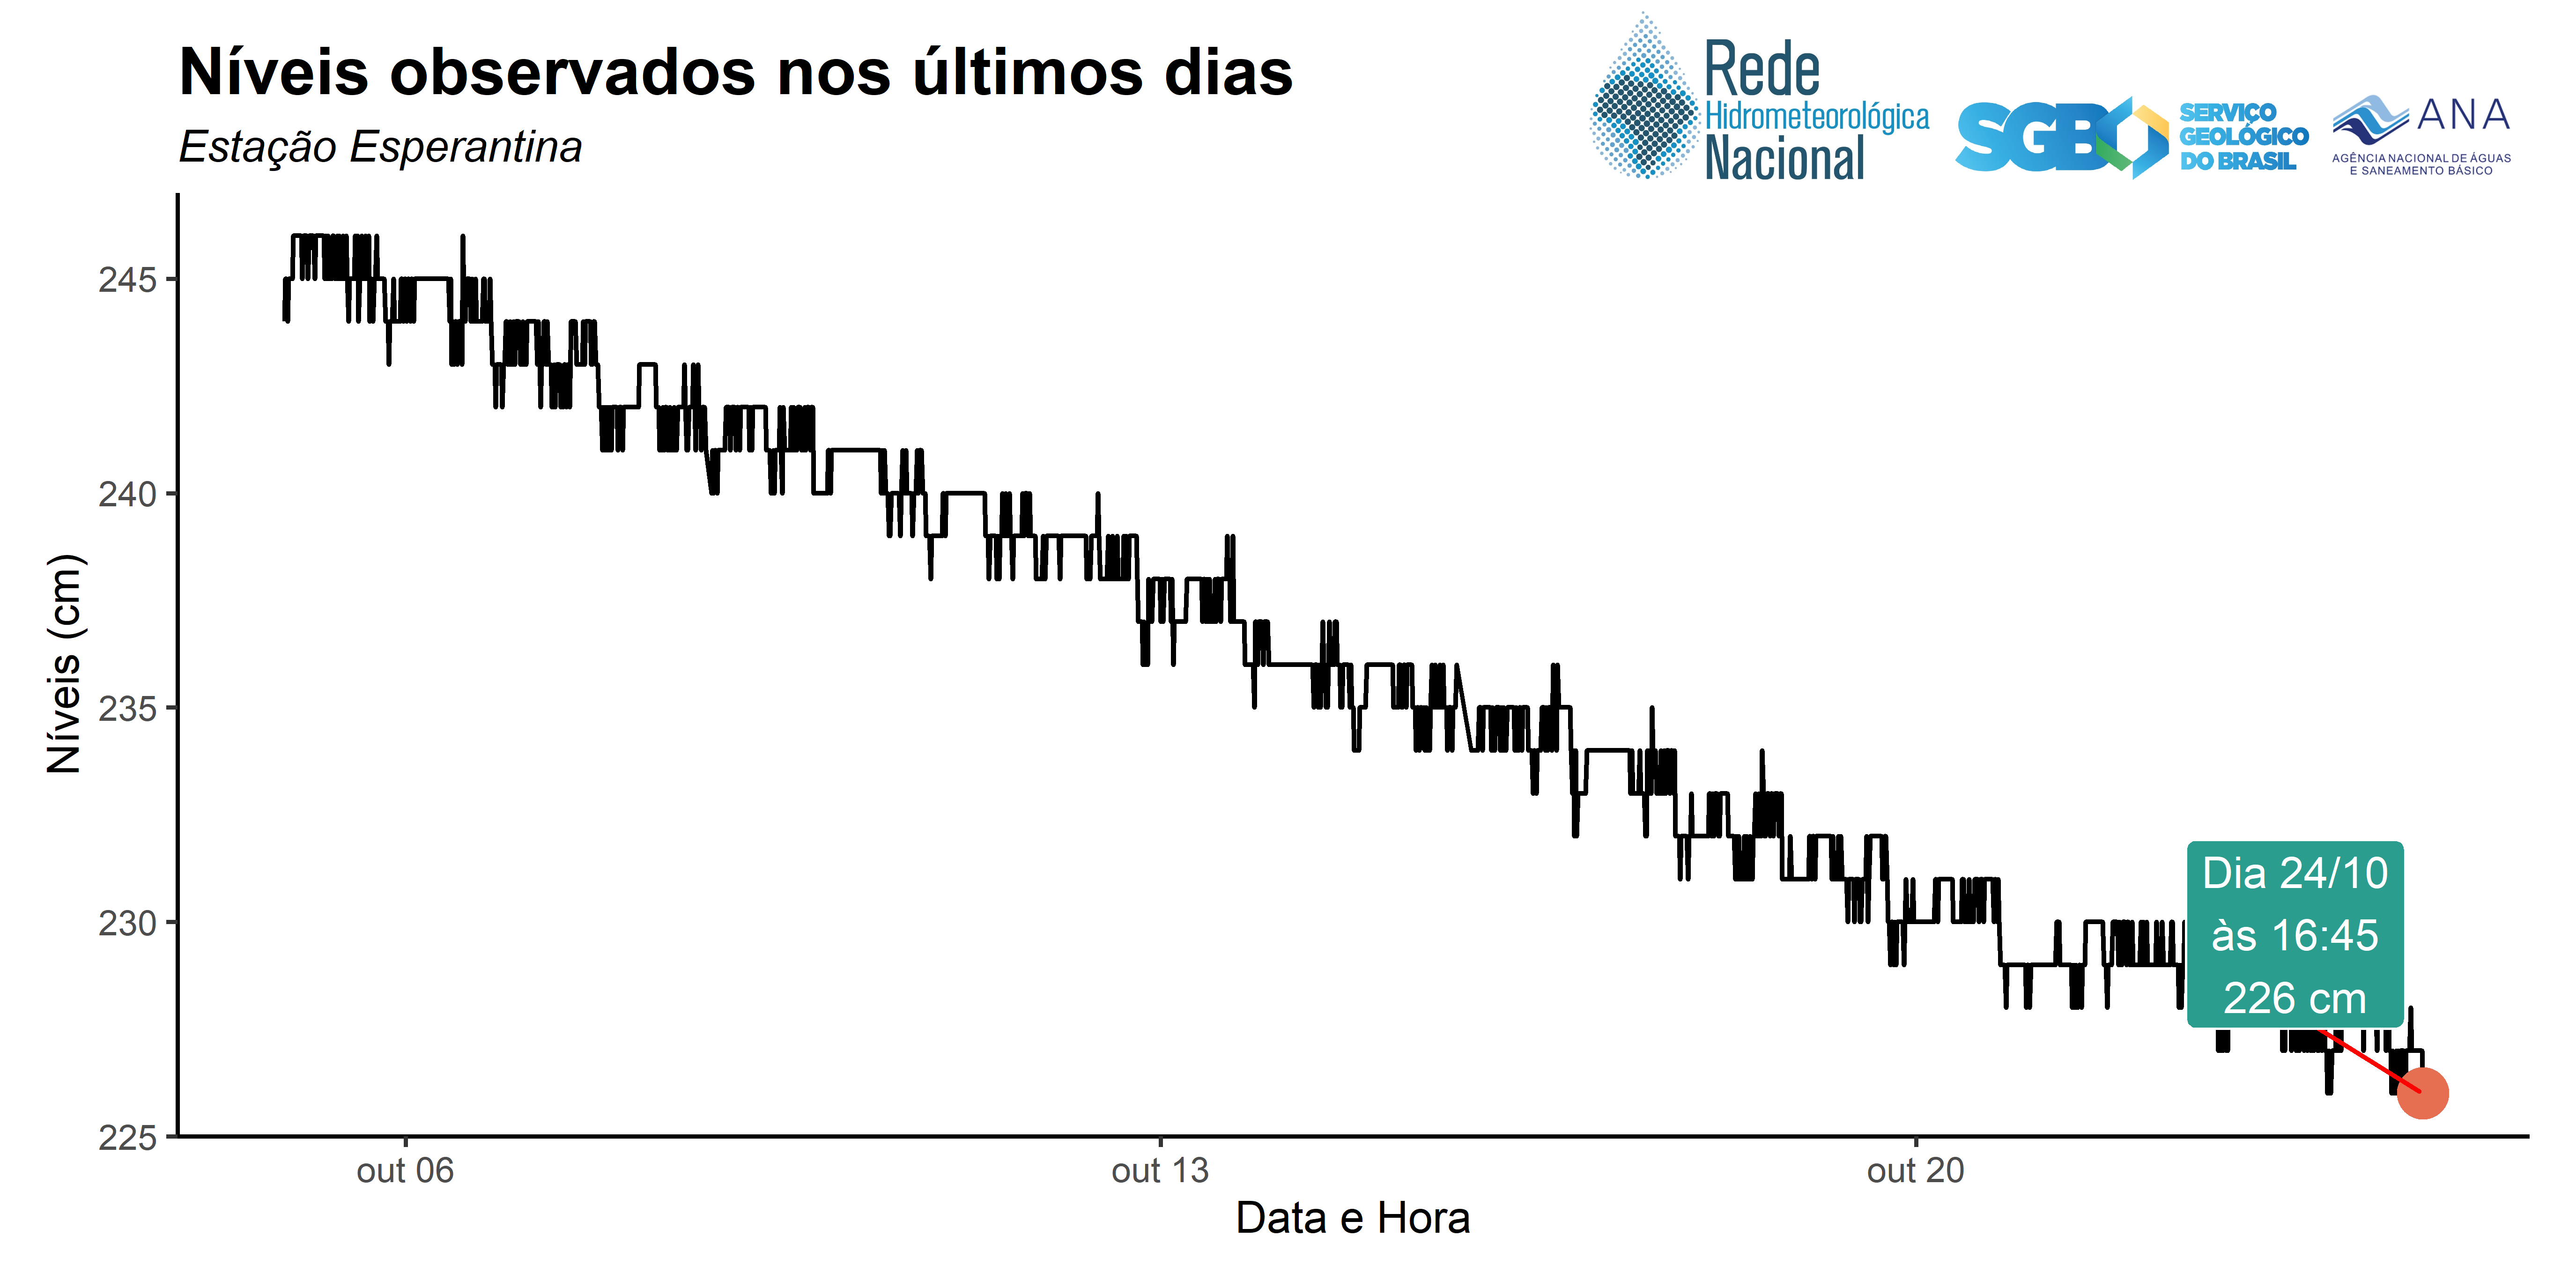 Níveis observados nos últimos dias
Estação Esperantina
Rede
Hidrometeorológica
Nacional
SGB
SERVIÇO
GEOLÓGICO
DO BRASIL
ANA
AGÊNCIA NACIONAL DE ÁGUAS
E SANEAMENTO BÁSICO
Níveis (cm)
245
240
235
230
225
Dia 24/10
às 16:45
226 cm
out 06
out 13
out 20
Data e Hora